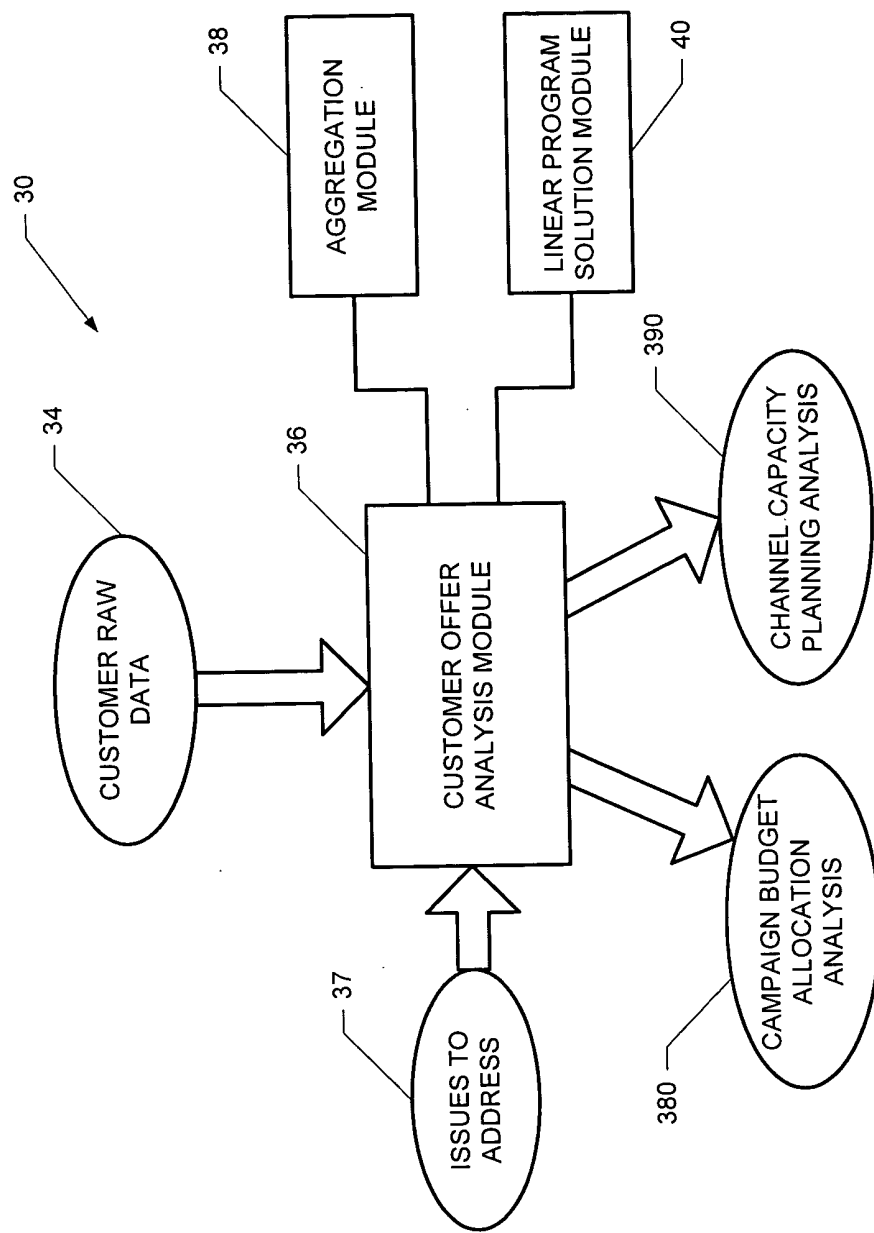 30
34
CUSTOMER RAW
DATA
38
AGGREGATION
MODULE
36
CUSTOMER OFFER
ANALYSIS MODULE
37
ISSUES TO
ADDRESS
40
LINEAR PROGRAM
SOLUTION MODULE
380
CAMPAIGN BUDGET
ALLOCATION
ANALYSIS
390
CHANNEL CAPACITY
PLANNING ANALYSIS